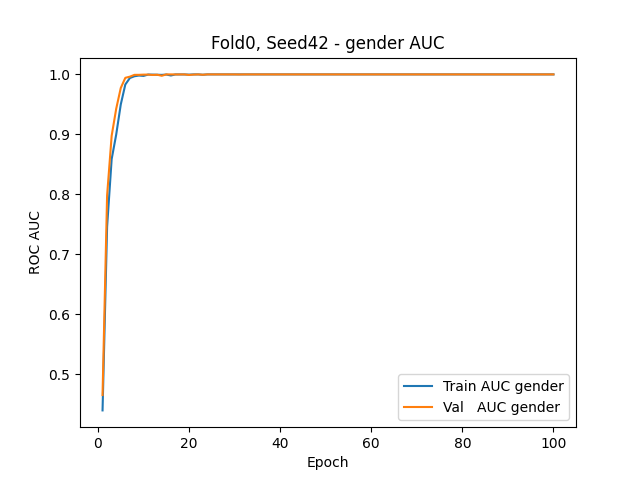 Fold0, Seed42 - gender AUC
1.0
0.9
0.8
0.7
0.6
0.5
ROC AUC
Train AUC gender
Val   AUC gender
0 20 40 60 80 100
Epoch